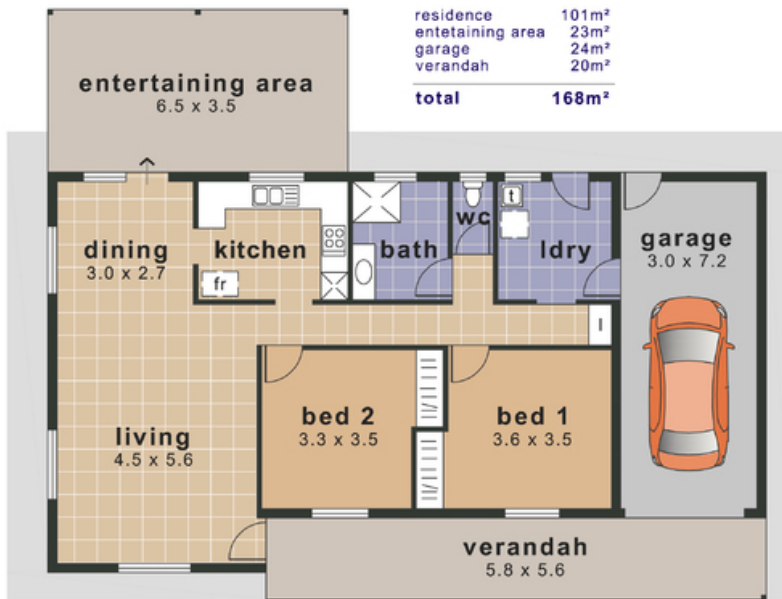 residence 101m²
entetaining area 23m²
garage 24m²
verandah 20m²
total 168m²
entertaining area
6.5 x 3.5
dining
3.0 x 2.7
kitchen
fr
bath
wc
t
ldry
garage
3.0 x 7.2
l
living
4.5 x 5.6
bed 2
3.3 x 3.5
bed 1
3.6 x 3.5
verandah
5.8 x 5.6